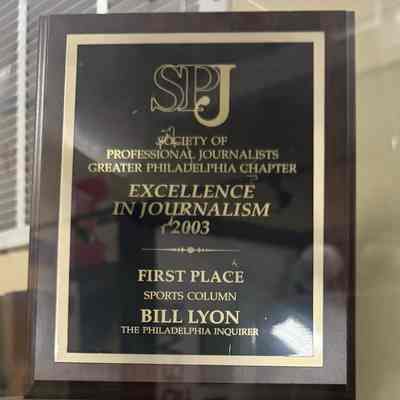 SPJ
SOCIETY OF
PROFESSIONAL JOURNALISTS
GREATER PHILADELPHIA CHAPTER
EXCELLENCE
IN JOURNALISM
2003
FIRST PLACE
SPORTS COLUMN
BILL LYON
THE PHILADELPHIA INQUIRER